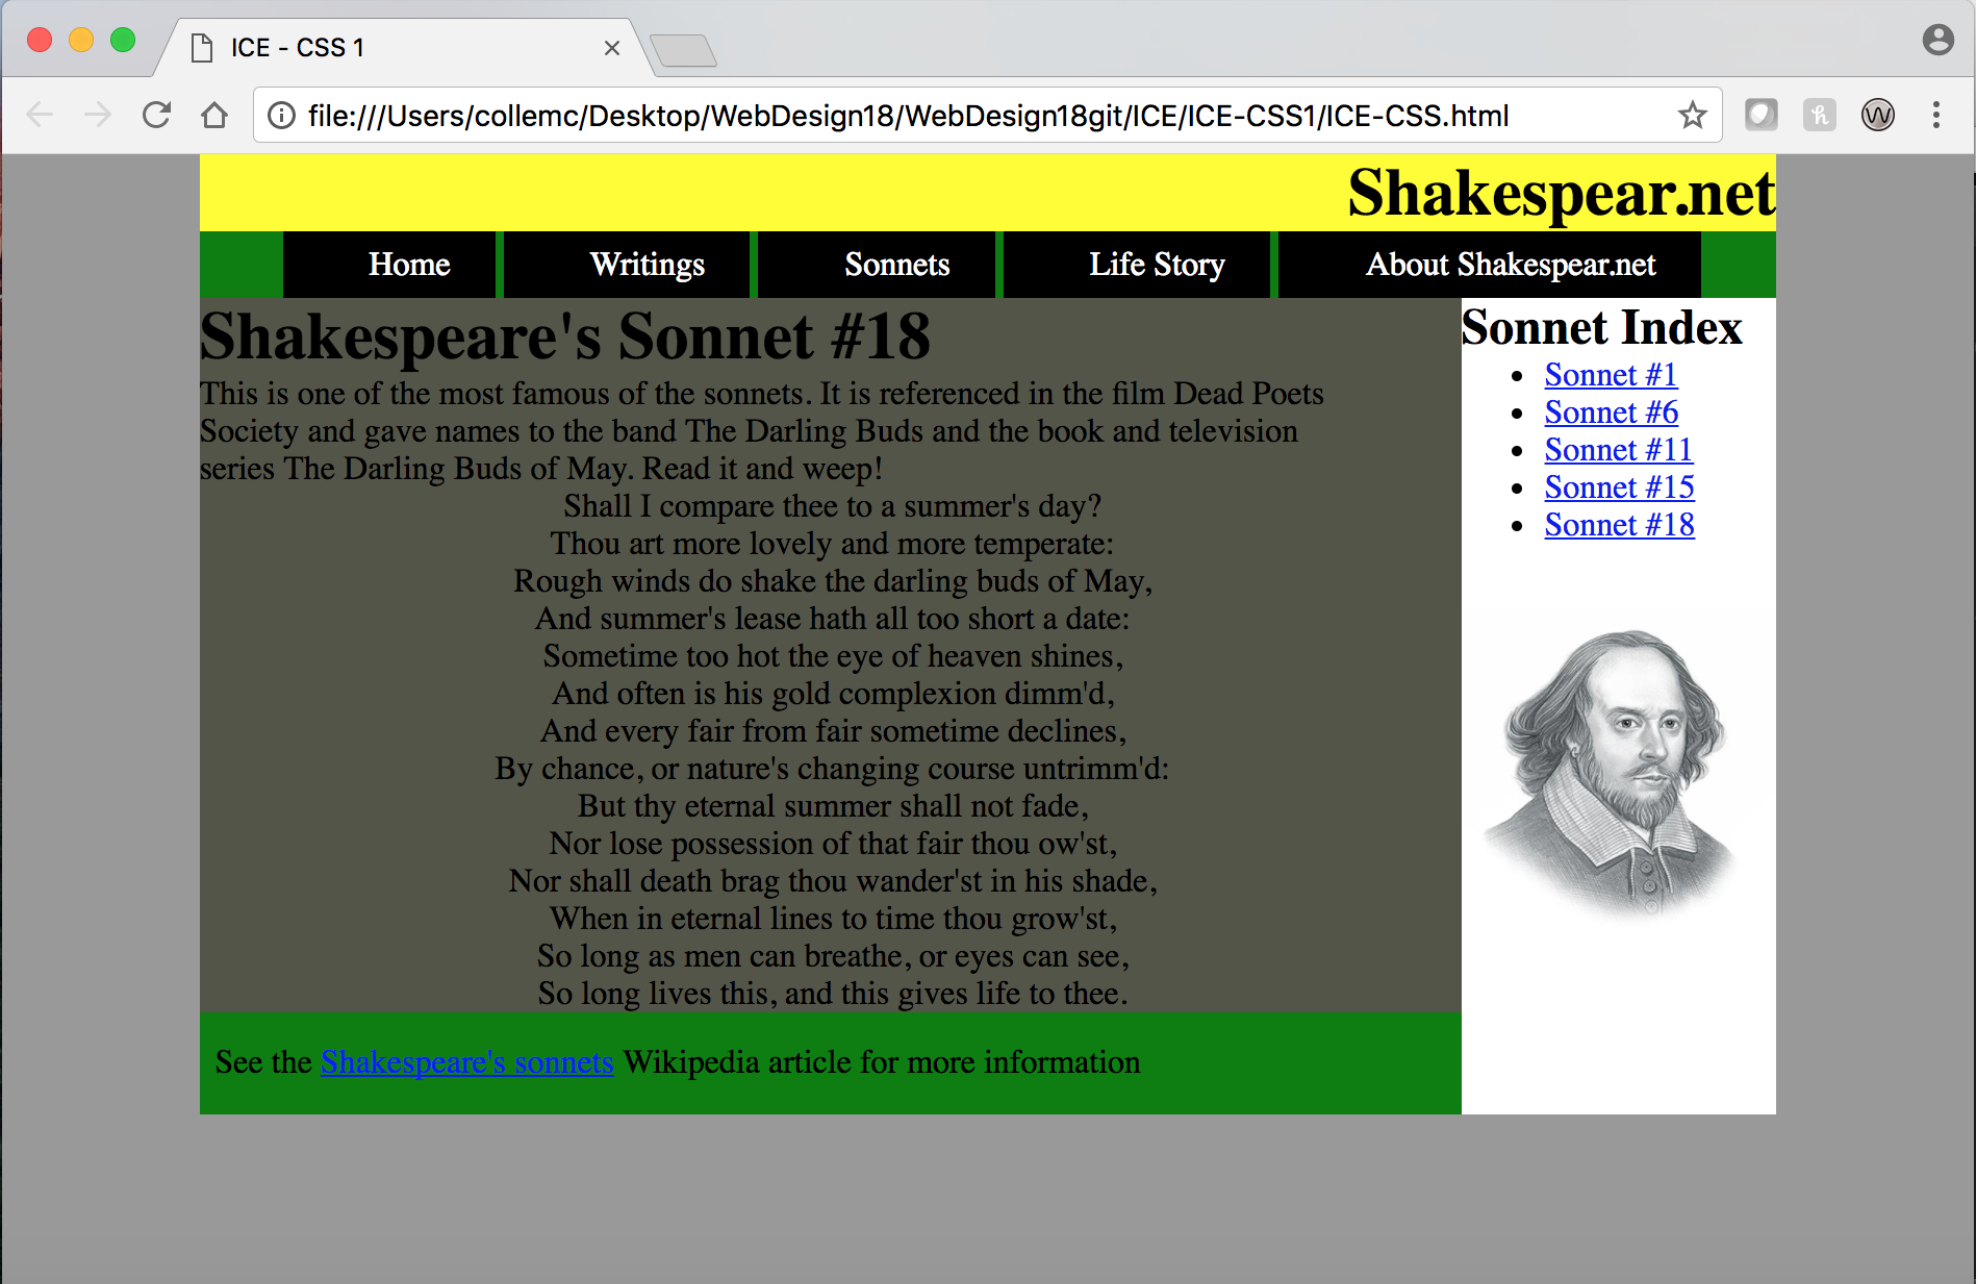 ICE - CSS 1
file:///Users/collemc/Desktop/WebDesign18/WebDesign18git/ICE/ICE-CSS1/ICE-CSS.html
Shakespear.net
Home Writings Sonnets Life Story About Shakespear.net
Shakespeare's Sonnet #18
This is one of the most famous of the sonnets. It is referenced in the film Dead Poets
Society and gave names to the band The Darling Buds and the book and television
series The Darling Buds of May. Read it and weep!
Shall I compare thee to a summer's day?
Thou art more lovely and more temperate:
Rough winds do shake the darling buds of May,
And summer's lease hath all too short a date:
Sometime too hot the eye of heaven shines,
And often is his gold complexion dimm'd,
And every fair from fair sometime declines,
By chance, or nature's changing course untrimm'd:
But thy eternal summer shall not fade,
Nor lose possession of that fair thou ow'st,
Nor shall death brag thou wander'st in his shade,
When in eternal lines to time thou grow'st,
So long as men can breathe, or eyes can see,
So long lives this, and this gives life to thee.
See the Shakespeare's sonnets Wikipedia article for more information
Sonnet Index
Sonnet #1
Sonnet #6
Sonnet #11
Sonnet #15
Sonnet #18